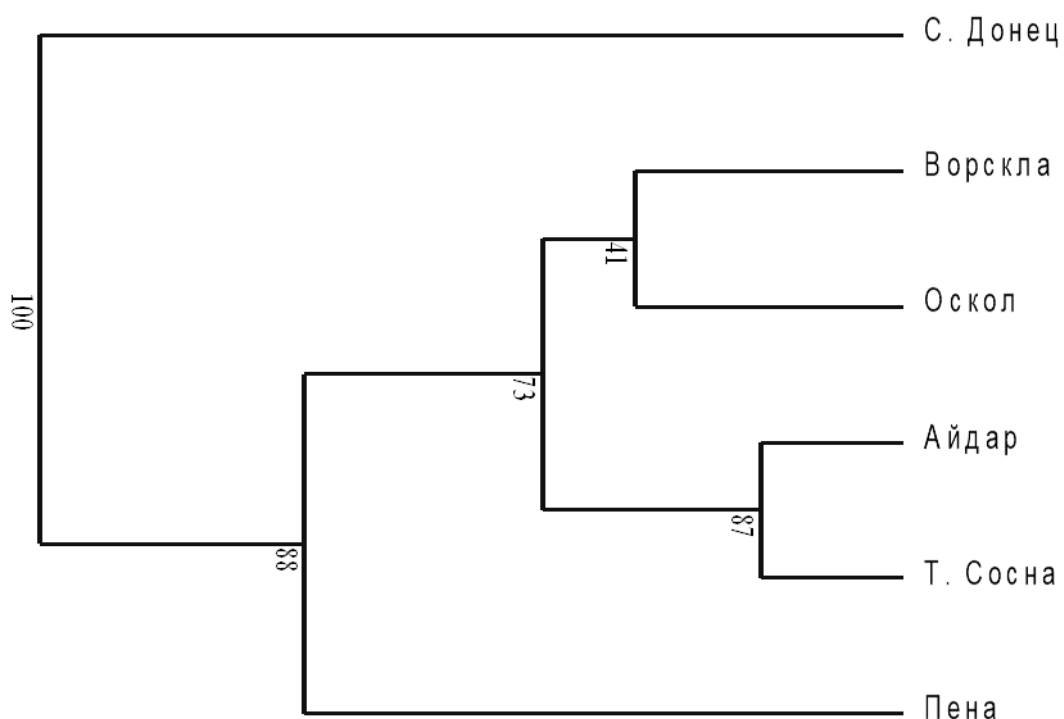 С. Донец
Ворскла
41
Оскол
100
73
Айдар
87
88
Т. Сосна
Пена